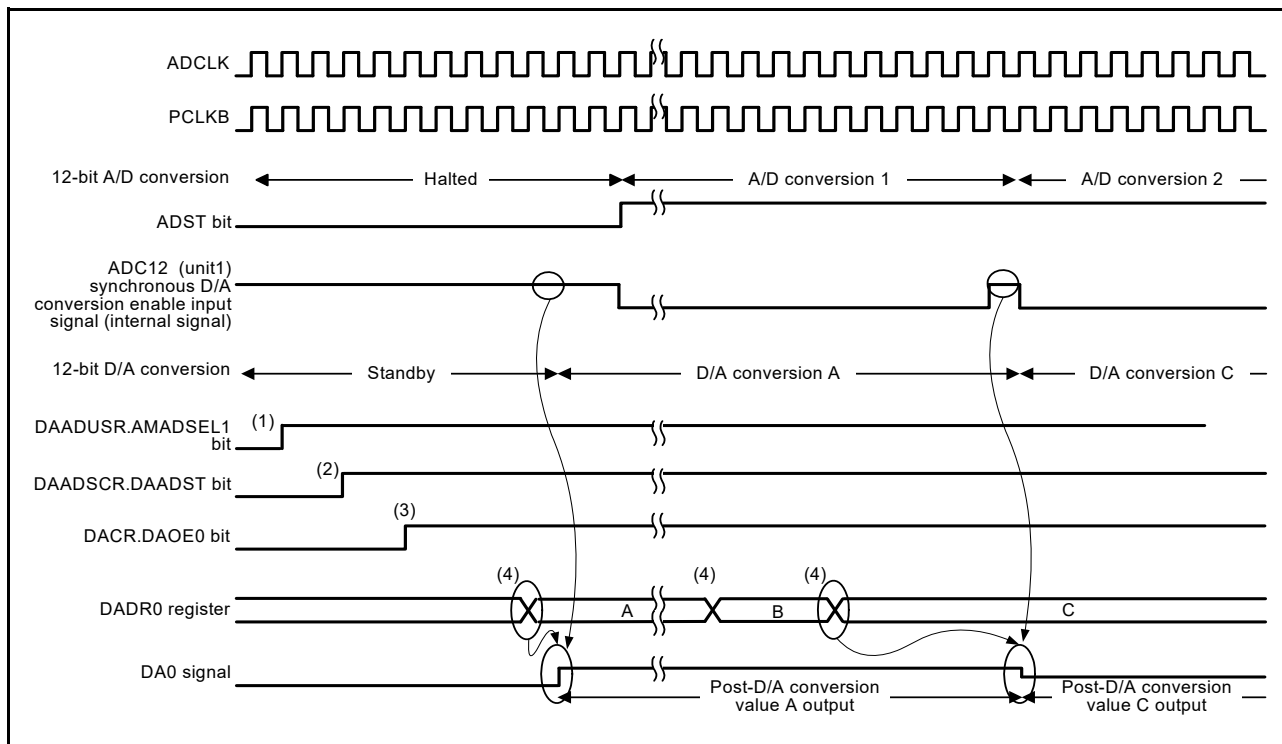 ADCLK
PCLKB
12-bit A/D conversion
Halted
A/D conversion 1
A/D conversion 2
ADST bit
ADC12 (unit1)
synchronous D/A
conversion enable input
signal (internal signal)
12-bit D/A conversion
Standby
D/A conversion A
D/A conversion C
DAADUSR.AMADSEL1
bit
(1)
DAADSCR.DAADST bit
(2)
DACR.DAOE0 bit
(3)
(4)
(4)
(4)
DADR0 register
A
B
C
DA0 signal
Post-D/A conversion
value A output
Post-D/A conversion
value C output